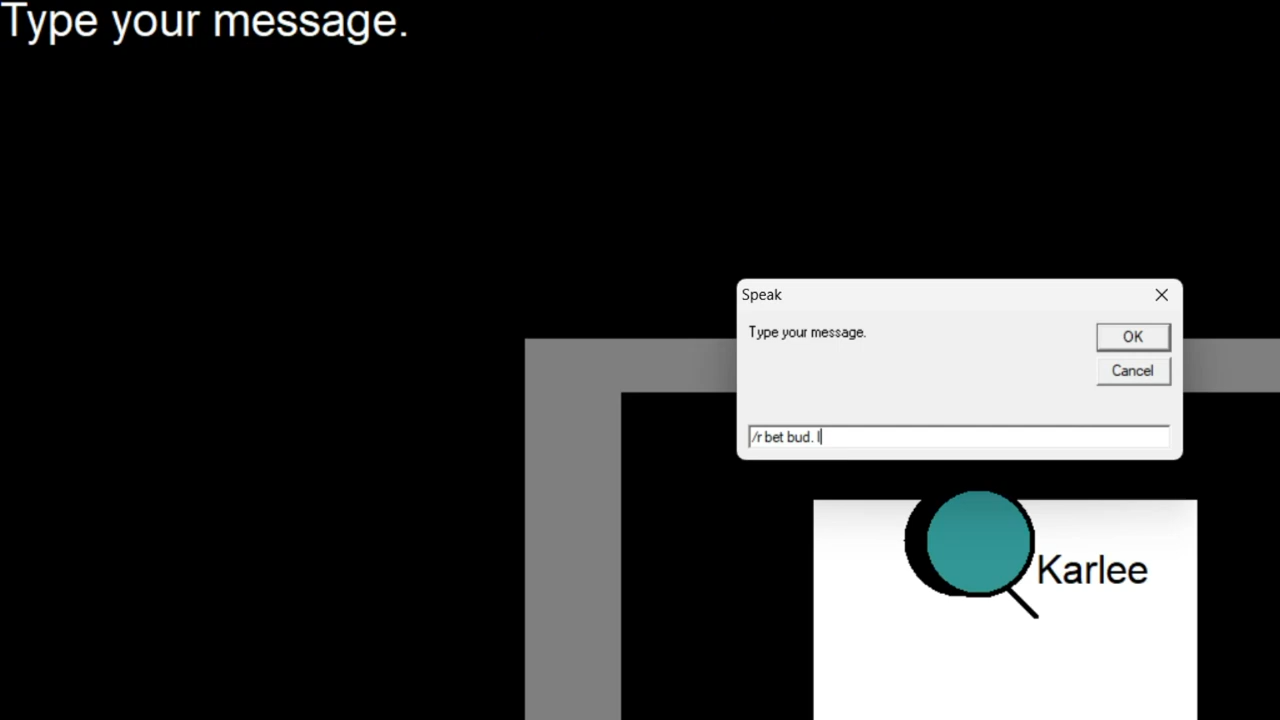 Type your message.
Speak
Type your message.
OK
Cancel
/r bet bud. I
Karlee